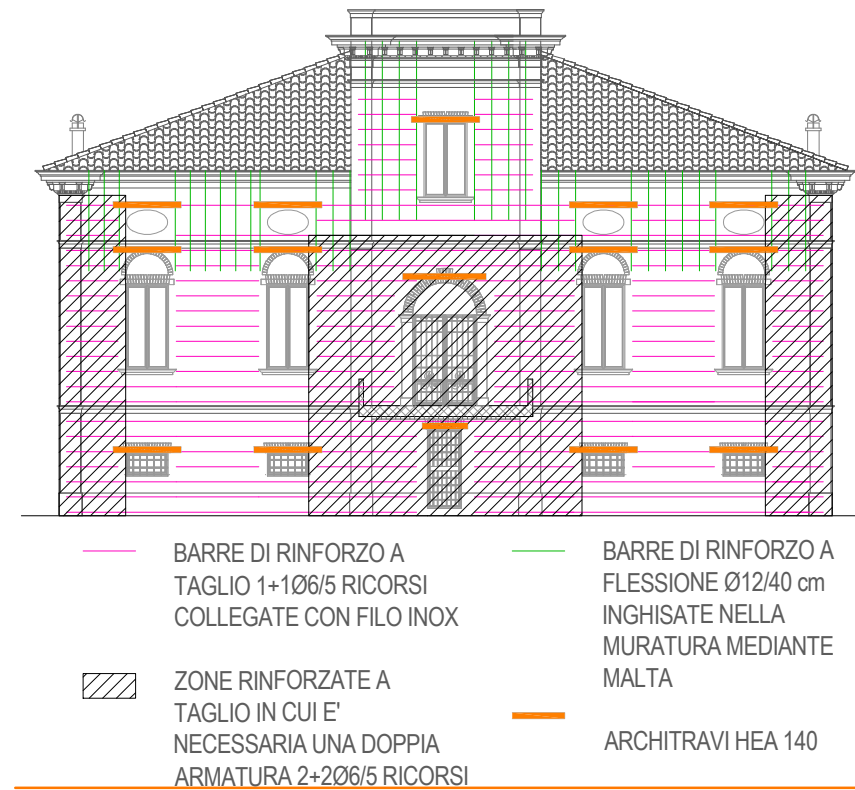 BARRE DI RINFORZO A
TAGLIO 1+1Ø6/5 RICORSI
COLLEGATE CON FILO INOX
ZONE RINFORZATE A
TAGLIO IN CUI E'
NECESSARIA UNA DOPPIA
ARMATURA 2+2Ø6/5 RICORSI
BARRE DI RINFORZO A
FLESSIONE Ø12/40 cm
INGHISATE NELLA
MURATURA MEDIANTE
MALTA
ARCHITRAVI HEA 140